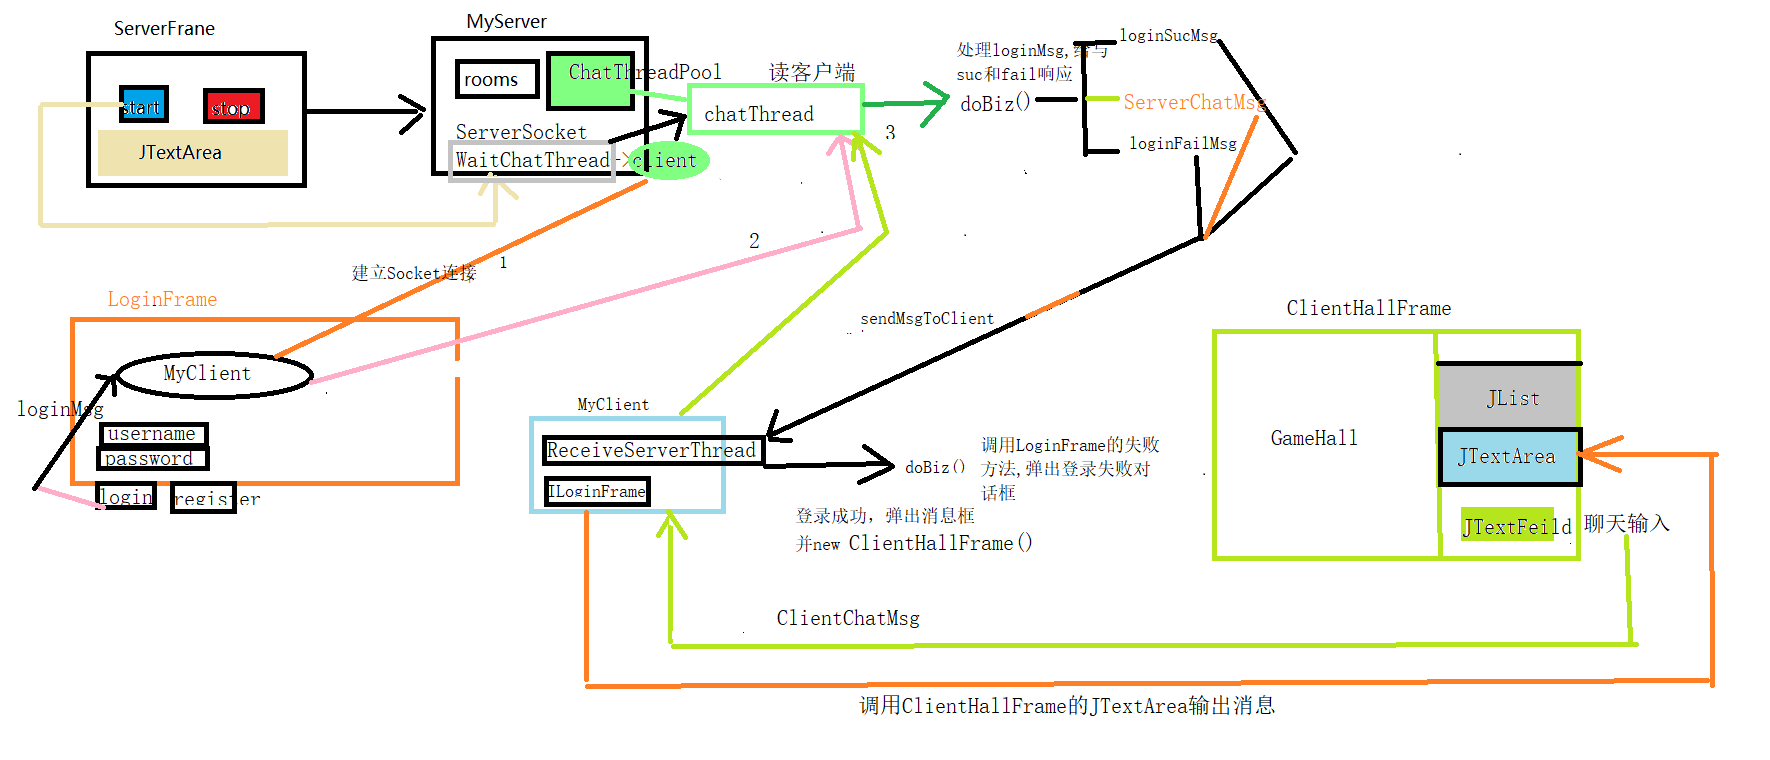 ServerFrane
MyServer
start
stop
JTextArea
rooms
ChatThreadPool
ServerSocket
WaitChatThread->client
读客户端
chatThread
3
处理loginMsg,给与
suc和fail响应
doBiz()
loginSucMsg
ServerChatMsg
loginFailMsg
2
建立Socket连接
1
LoginFrame
MyClient
loginMsg
username
password
login
register
sendMsgToClient
MyClient
ReceiveServerThread
ILoginFrame
doBiz()
调用LoginFrame的失败
方法,弹出登录失败对
话框
登录成功，弹出消息框
并new ClientHallFrame()
ClientHallFrame
GameHall
JList
JTextArea
JTextFeild
聊天输入
ClientChatMsg
调用ClientHallFrame的JTextArea输出消息